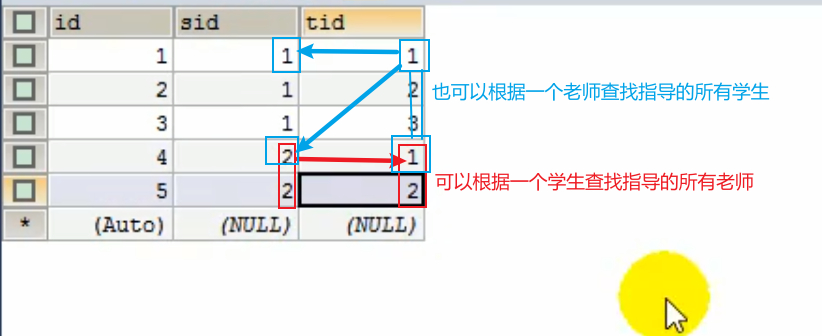 id sid tid
1 1 1
2 1 2
也可以根据一个老师查找指导的所有学生
3 1 3
4 2 1
可以根据一个学生查找指导的所有老师
5 2 2
* (Auto) (NULL) (NULL)